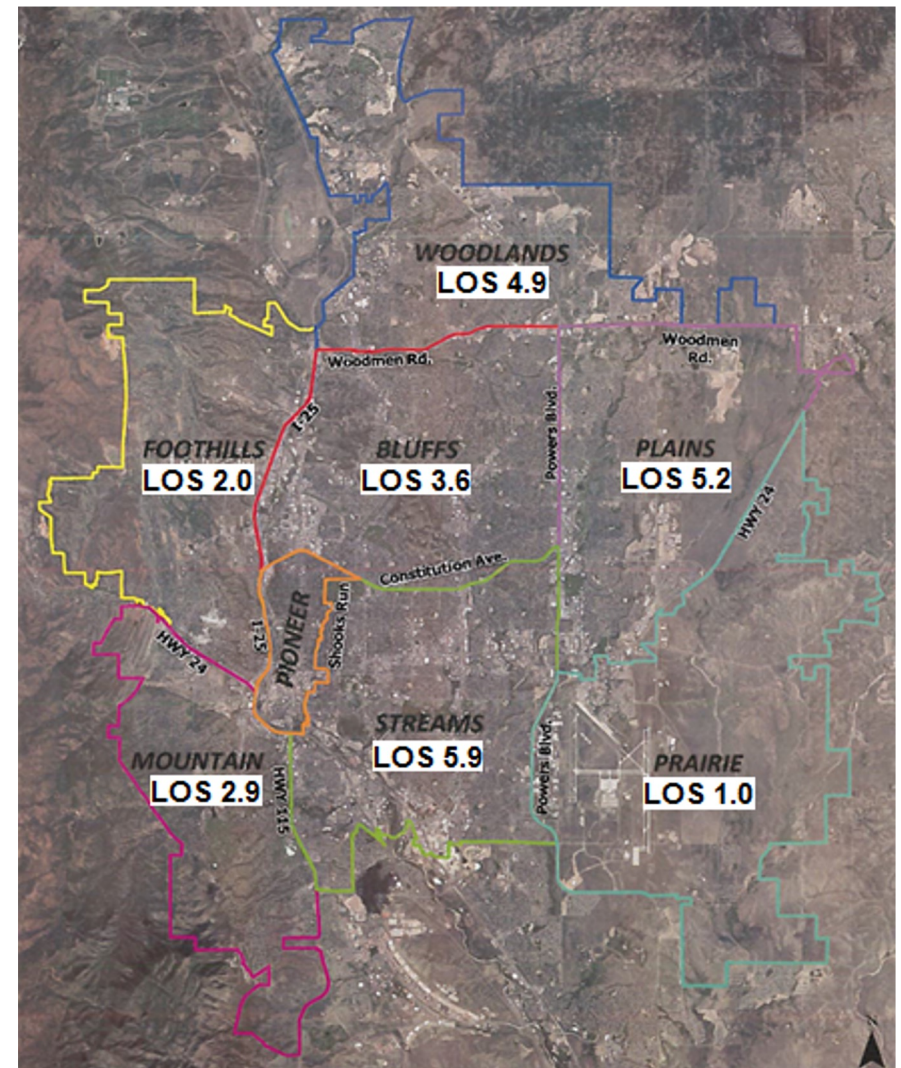 WOODLANDS
LOS 4.9
Woodmen Rd.
Woodmen
Rd.
I-25
Powers Blvd.
FOOTHILLS
LOS 2.0
BLUFFS
LOS 3.6
PLAINS
LOS 5.2
HWY 24
Constitution Ave.
I-25
PIONEER
Shooks Run
HWY 24
STREAMS
LOS 5.9
MOUNTAIN
LOS 2.9
HWY 115
Powers Blvd.
PRAIRIE
LOS 1.0
N